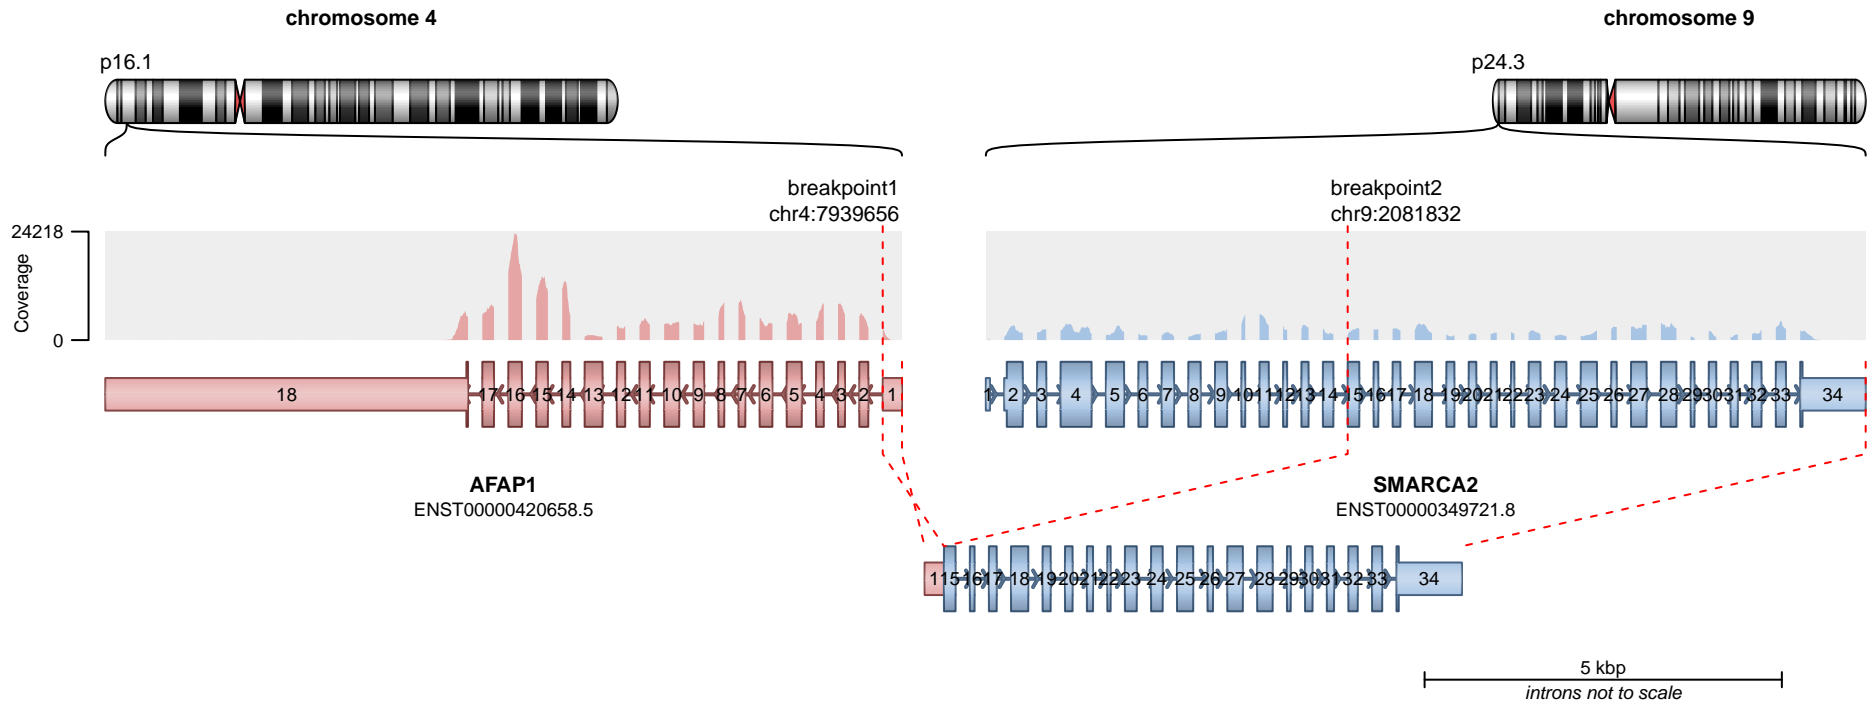 chromosome 4
chromosome 9
p16.1
p24.3
breakpoint1
chr4:7939656
breakpoint2
chr9:2081832
24218
Coverage
0
18 17 16 15 14 13 12 11 10 9 8 7 6 5 4 3 2 1
1 2 3 4 5 6 7 8 9 10 11 12 13 14 15 16 17 18 19 20 21 22 23 24 25 26 27 28 29 30 31 32 33 34
AFAP1
ENST00000420658.5
SMARCA2
ENST00000349721.8
1 15 16 17 18 19 20 21 22 23 24 25 26 27 28 29 30 31 32 33 34
5 kbp
introns not to scale